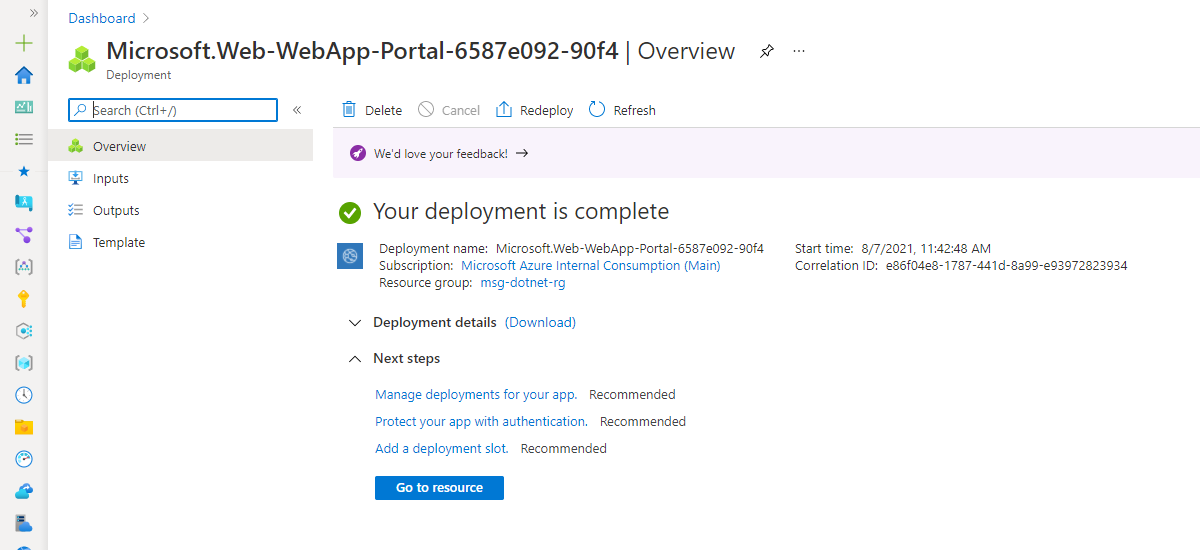 Dashboard
Microsoft.Web-WebApp-Portal-6587e092-90f4 | Overview
Deployment
Search (Ctrl+/)
Overview
Inputs
Outputs
Template
Delete
Cancel
Redeploy
Refresh
We'd love your feedback!
Your deployment is complete
Deployment name: Microsoft.Web-WebApp-Portal-6587e092-90f4
Subscription: Microsoft Azure Internal Consumption (Main)
Resource group: msg-dotnet-rg
Start time: 8/7/2021, 11:42:48 AM
Correlation ID: e86f04e8-1787-441d-8a99-e93972823934
Deployment details (Download)
Next steps
Manage deployments for your app. Recommended
Protect your app with authentication. Recommended
Add a deployment slot. Recommended
Go to resource